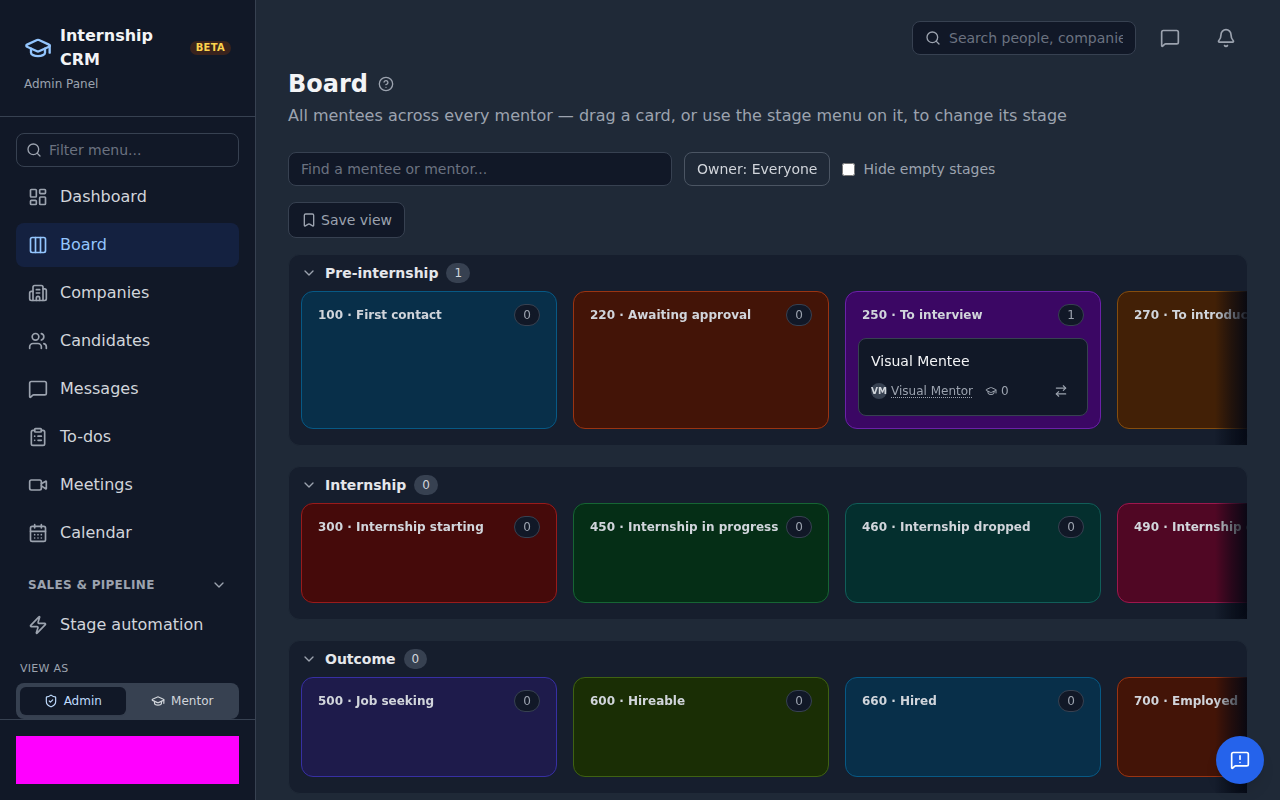 Internship CRM
BETA
Admin Panel
Filter menu...
Dashboard
Board
Companies
Candidates
Messages
To-dos
Meetings
Calendar
SALES & PIPELINE
Stage automation
VIEW AS
Admin
Mentor
Search people, companie
Board
All mentees across every mentor — drag a card, or use the stage menu on it, to change its stage
Find a mentee or mentor...
Owner: Everyone
Hide empty stages
Save view
Pre-internship 1
100 · First contact 0
220 · Awaiting approval 0
250 · To interview 1
270 · To introduc
Visual Mentee
VM Visual Mentor 0
Internship 0
300 · Internship starting 0
450 · Internship in progress 0
460 · Internship dropped 0
490 · Internship
Outcome 0
500 · Job seeking 0
600 · Hireable 0
660 · Hired 0
700 · Employed